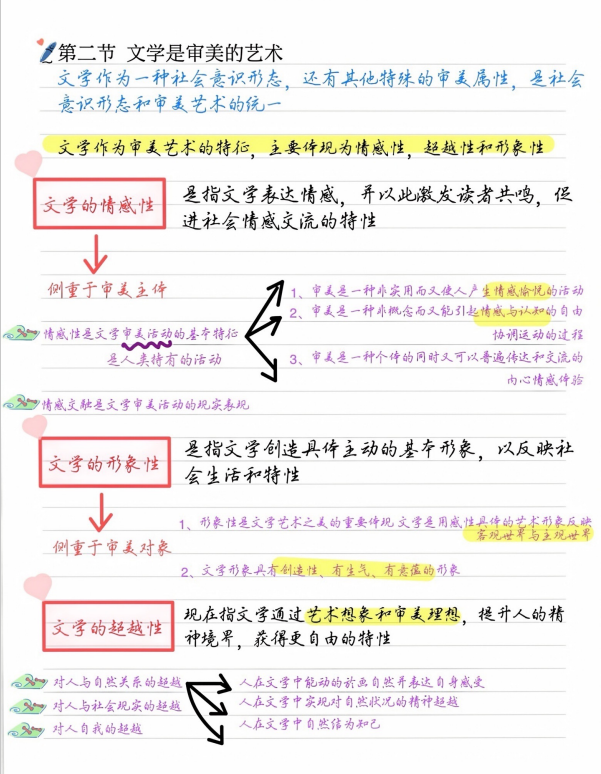 第二节 文学是审美的艺术
文学作为一种社会意识形态，还有其他特殊的审美属性，是社会
意识形态和审美艺术的统一
文学作为审美艺术的特征，主要体现为情感性，超越性和形象性
文学的情感性
是指文学表达情感，并以此激发读者共鸣，促
进社会情感交流的特性
侧重于审美主体
1、审美是一种非实用而又使人产生情感愉悦的活动
2、审美是一种非概念而又能引起情感与认知的自由
协调运动的过程
情感性是文学审美活动的基本特征
是人类特有的活动
3、审美是一种个体的同时又可以普遍传达和交流的
内心情感体验
情感交融是文学审美活动的现实表现
文学的形象性
是指文学创造具体主动的基本形象，以反映社
会生活和特性
侧重于审美对象
1、形象性是文学艺术之美的重要体现 文学是用感性具体的艺术形象反映
客观世界与主观世界
2、文学形象具有创造性、有生气、有意蕴的形象
文学的超越性
现在指文学通过艺术想象和审美理想，提升人的精
神境界，获得更自由的特性
对人与自然关系的超越
人在文学中能动的计画自然并表达自身感受
对人与社会现实的超越
人在文学中实现对自然状况的精神超越
对人自我的超越
人在文学中自然信为知己